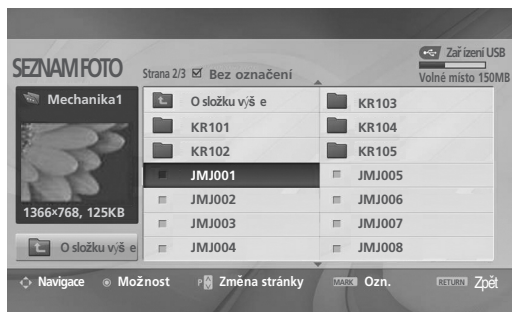 Zařízení USB
SEZNAM FOTO
Strana 2/3 Bez označení
Volné místo 150MB
Mechanika1
1366×768, 125KB
O složku výš e
O složku výš e
KR101
KR102
JMJ001
JMJ002
JMJ003
JMJ004
KR103
KR104
KR105
JMJ005
JMJ006
JMJ007
JMJ008
Navigace Možnost P Změna stránky MARK Ozn. RETURN Zpět